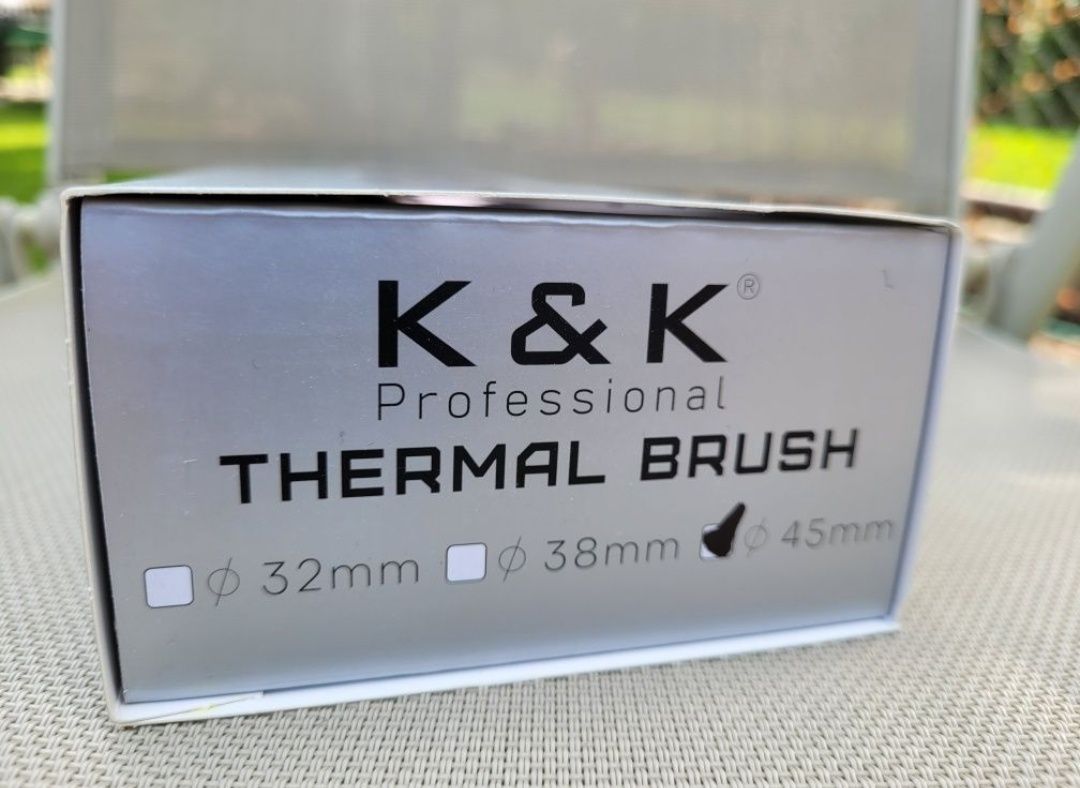 K & K®
Professional
THERMAL BRUSH
⌀ 32mm ⌀ 38mm ⌀ 45mm